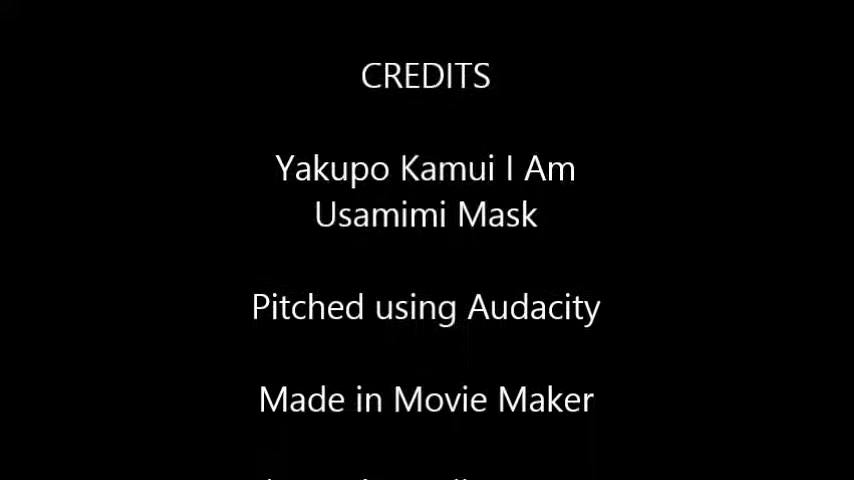 CREDITS
Yakupo Kamui I Am
Usamimi Mask
Pitched using Audacity
Made in Movie Maker